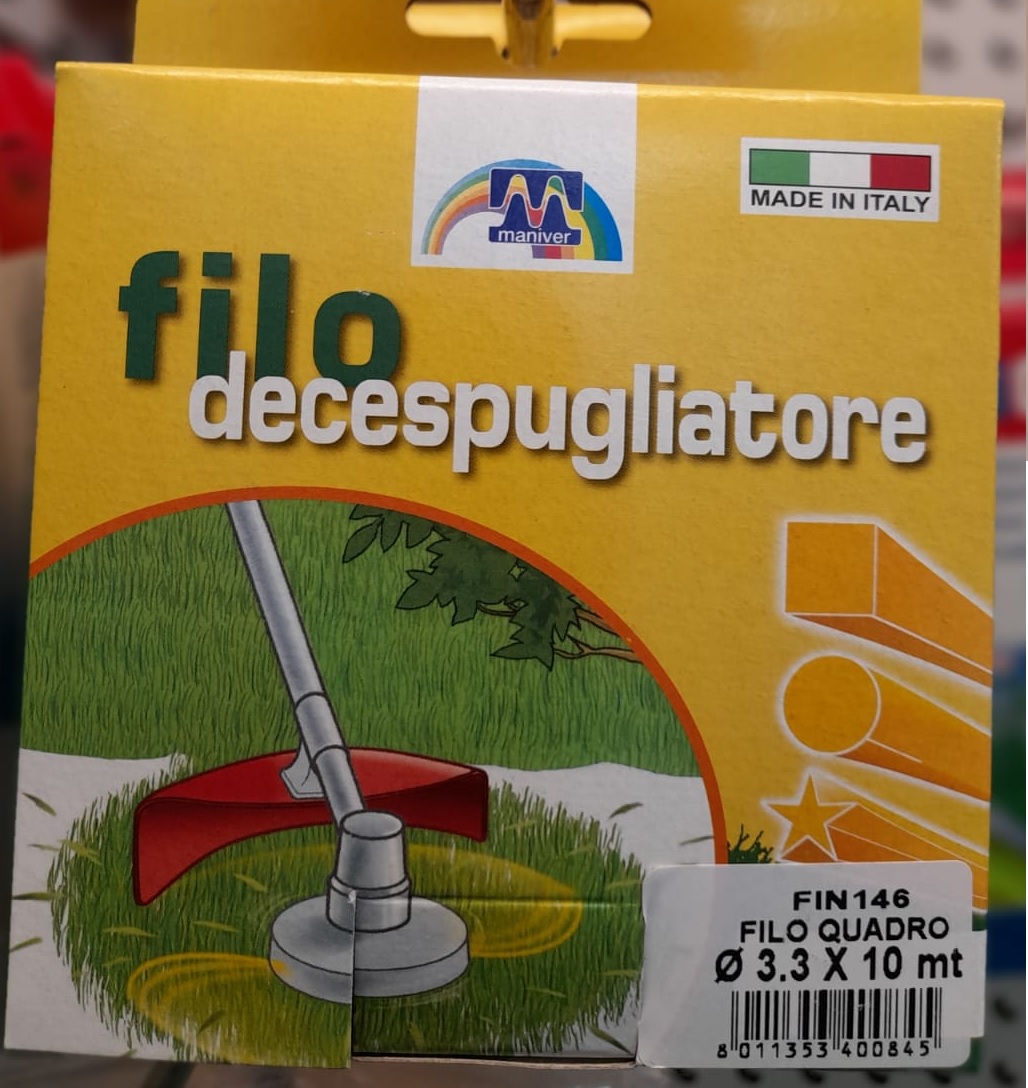 maniver
MADE IN ITALY
filo
decespugliatore
FIN146
FILO QUADRO
Ø 3.3 X 10 mt
8 011353 400845